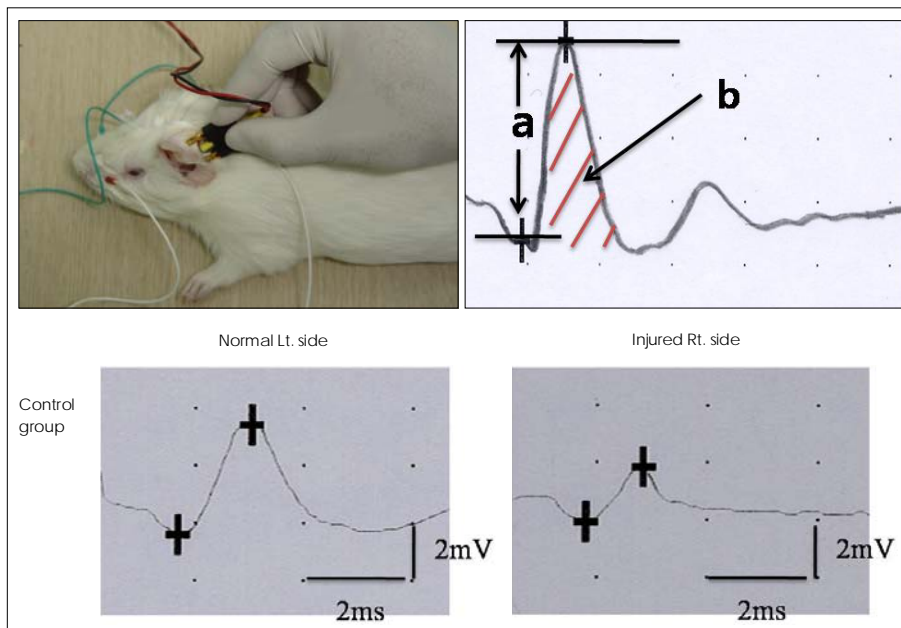 a
b
Normal Lt. side
Injured Rt. side
Control
group
2mV
2ms
2mV
2ms